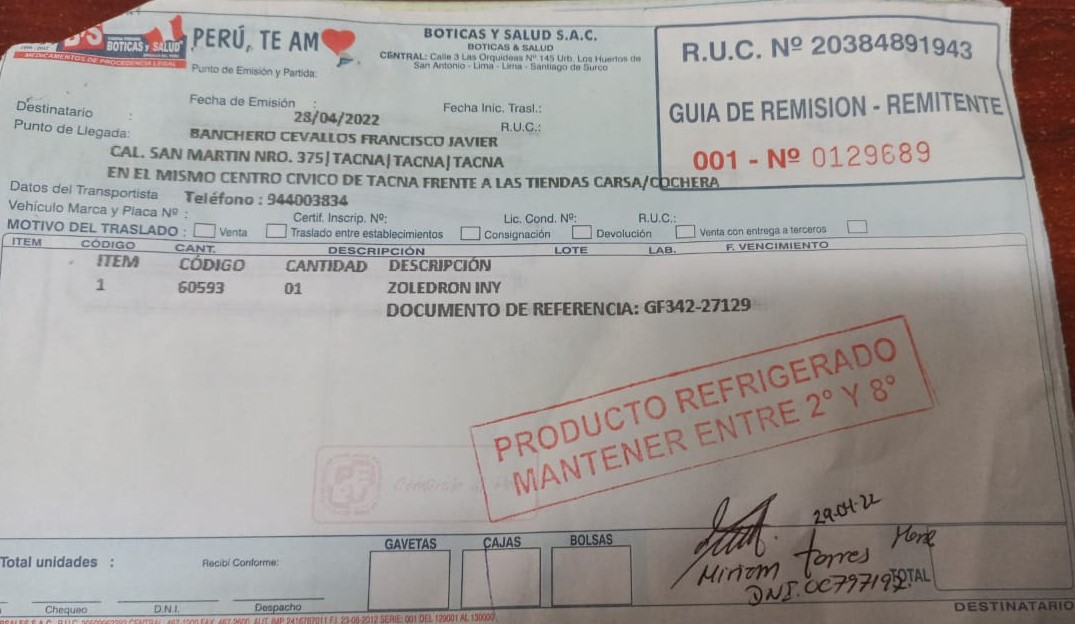 BS BOTICAS y SALUD
MEDICAMENTOS DE PROCEDENCIA LEGAL
PERÚ, TE AM
Punto de Emisión y Partida:
BOTICAS Y SALUD S.A.C.
BOTICAS & SALUD
CENTRAL: Calle 3 Las Orquideas Nº 145 Urb. Los Huertos de
San Antonio - Lima - Lima - Santiago de Surco
R.U.C. Nº 20384891943
GUIA DE REMISION - REMITENTE
001 - Nº 0129689
Fecha de Emisión :
28/04/2022
Fecha Inic. Trasl.:
Destinatario :
BANCHERO CEVALLOS FRANCISCO JAVIER
R.U.C.:
Punto de Llegada:
CAL. SAN MARTIN NRO. 375|TACNA|TACNA|TACNA
EN EL MISMO CENTRO CIVICO DE TACNA FRENTE A LAS TIENDAS CARSA/COCHERA
Datos del Transportista
Teléfono : 944003834
Vehículo Marca y Placa Nº :
Certif. Inscrip. Nº:
Lic. Cond. Nº:
R.U.C.:
MOTIVO DEL TRASLADO : Venta Traslado entre establecimientos Consignación Devolución Venta con entrega a terceros
ITEM CÓDIGO CANT. DESCRIPCIÓN LOTE LAB. F. VENCIMIENTO
ITEM CÓDIGO CANTIDAD DESCRIPCIÓN
1 60593 01 ZOLEDRON INY
DOCUMENTO DE REFERENCIA: GF342-27129
PRODUCTO REFRIGERADO
MANTENER ENTRE 2° Y 8°
29-04-22
Miriam Torres
DNI.
Total unidades :
Recibí Conforme:
GAVETAS CAJAS BOLSAS
TOTAL
Chequeo D.N.I. Despacho
DESTINATARIO